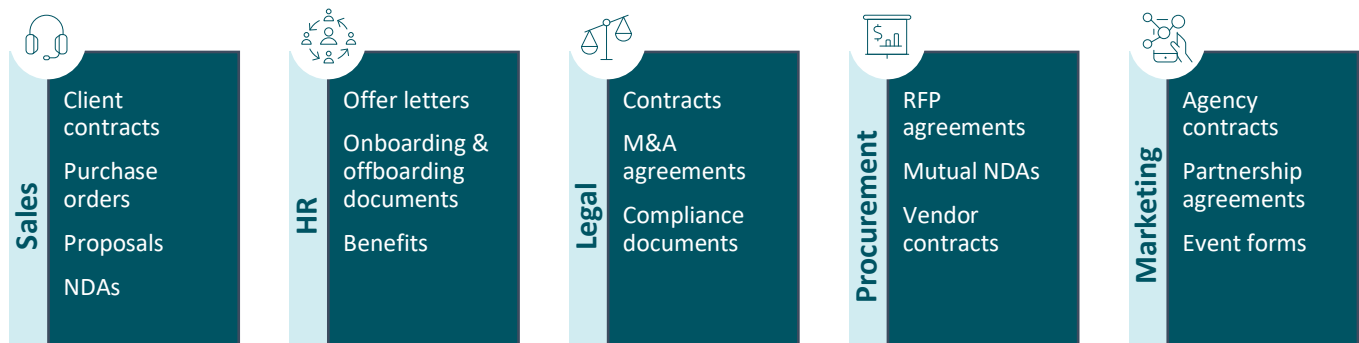 Sales
Client
contracts
Purchase
orders
Proposals
NDAs
HR
Offer letters
Onboarding &
offboarding
documents
Benefits
Legal
Contracts
M&A
agreements
Compliance
documents
$
Procurement
RFP
agreements
Mutual NDAs
Vendor
contracts
Marketing
Agency
contracts
Partnership
agreements
Event forms